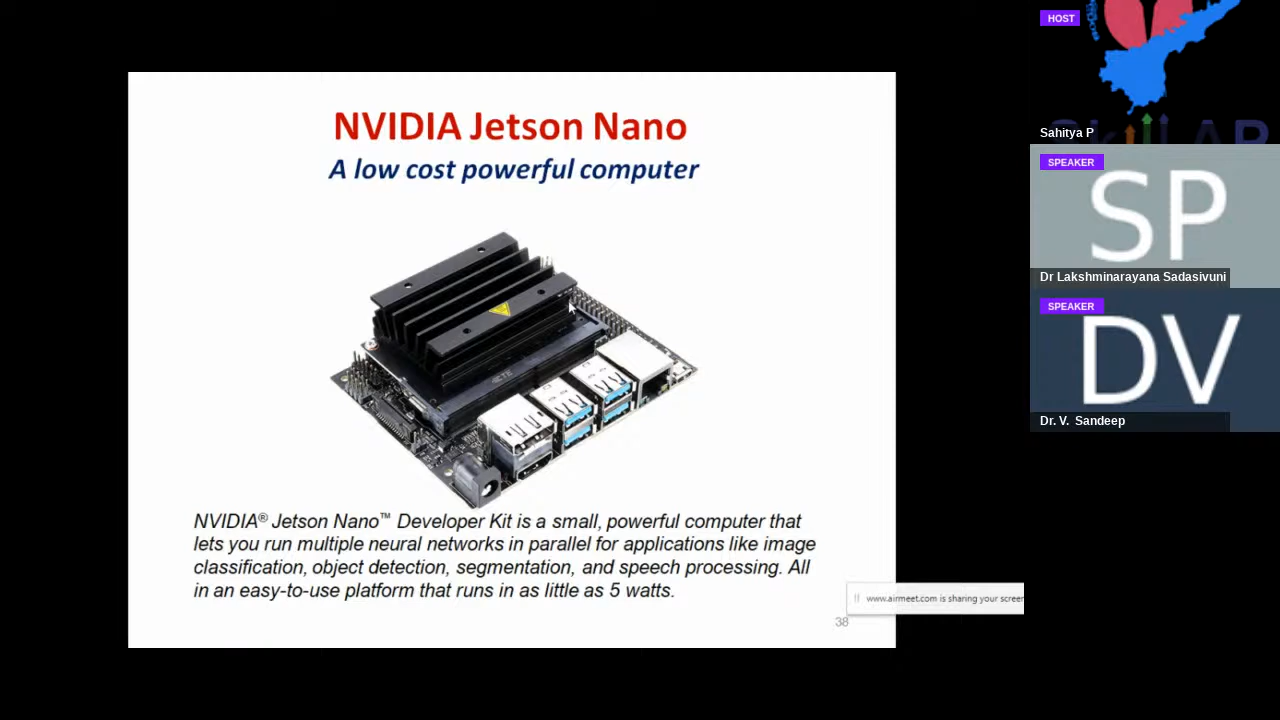 NVIDIA Jetson Nano
A low cost powerful computer
NVIDIA® Jetson Nano™ Developer Kit is a small, powerful computer that
lets you run multiple neural networks in parallel for applications like image
classification, object detection, segmentation, and speech processing. All
in an easy-to-use platform that runs in as little as 5 watts.
www.airmeet.com is sharing your screen
38
HOST
Sahitya P
SPEAKER
SP
Dr Lakshminarayana Sadasivuni
SPEAKER
DV
Dr. V. Sandeep